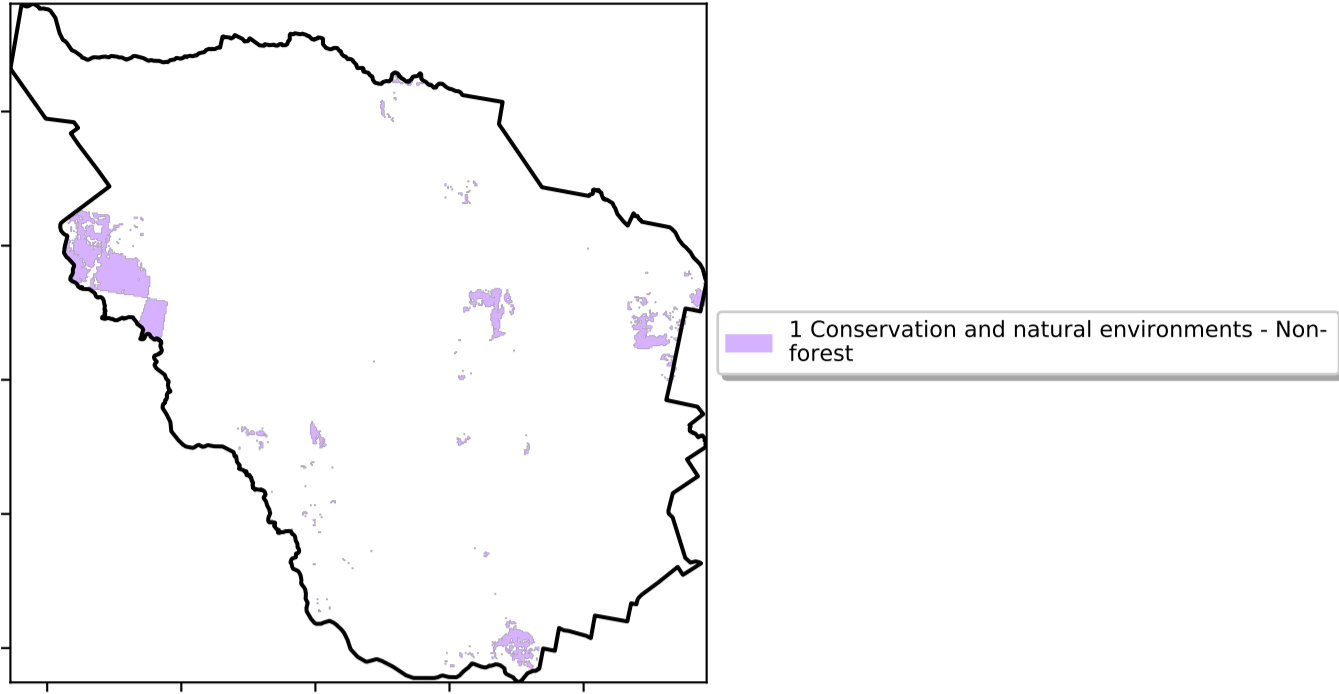 1 Conservation and natural environments - Non-
forest